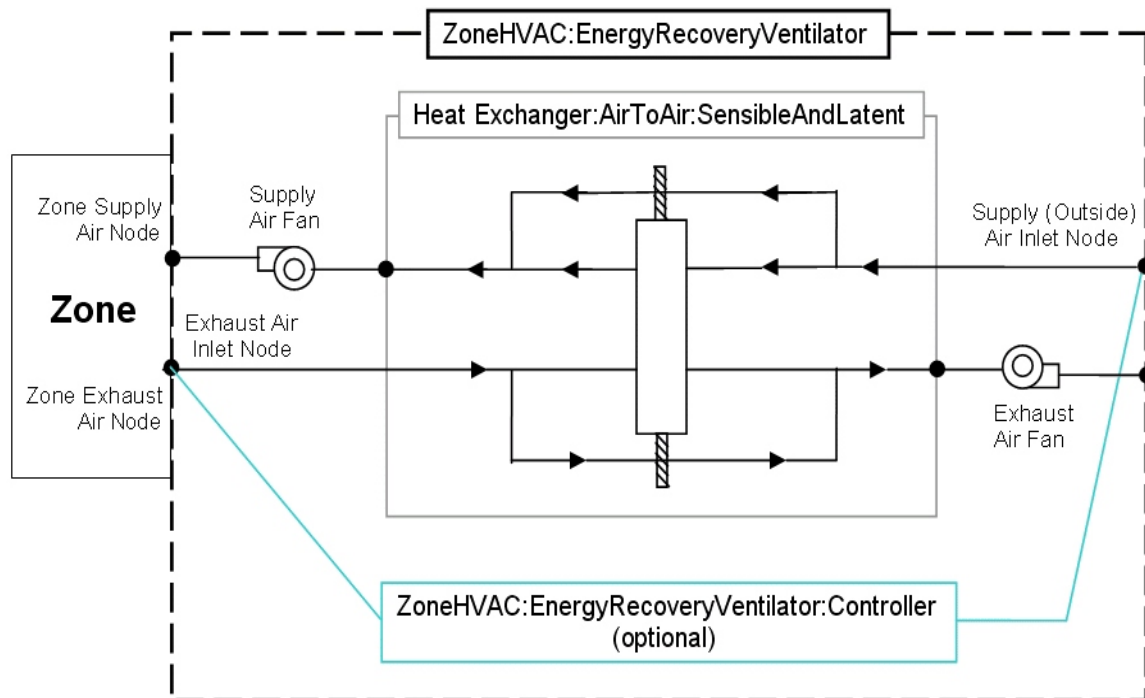 ZoneHVAC:EnergyRecoveryVentilator
Heat Exchanger:AirToAir:SensibleAndLatent
Zone Supply
Air Node
Supply
Air Fan
Supply (Outside)
Air Inlet Node
Zone
Exhaust Air
Inlet Node
Zone Exhaust
Air Node
Exhaust
Air Fan
ZoneHVAC:EnergyRecoveryVentilator:Controller
(optional)